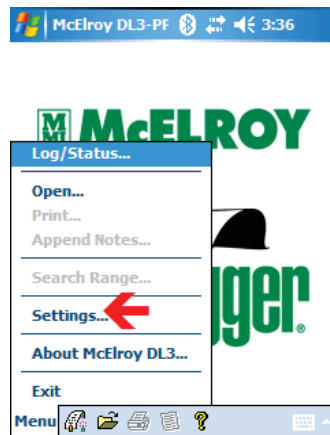 McElroy DL3-PF 3:36
McELROY
Log/Status...
Open...
Print...
Append Notes...
Search Range...
Settings...
About McElroy DL3...
Exit
Menu